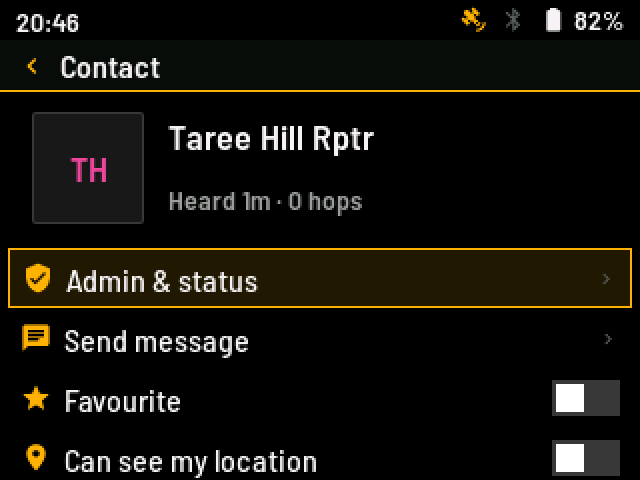 20:46
82%
Contact
TH
Taree Hill Rptr
Heard 1m · 0 hops
Admin & status
Send message
Favourite
Can see my location